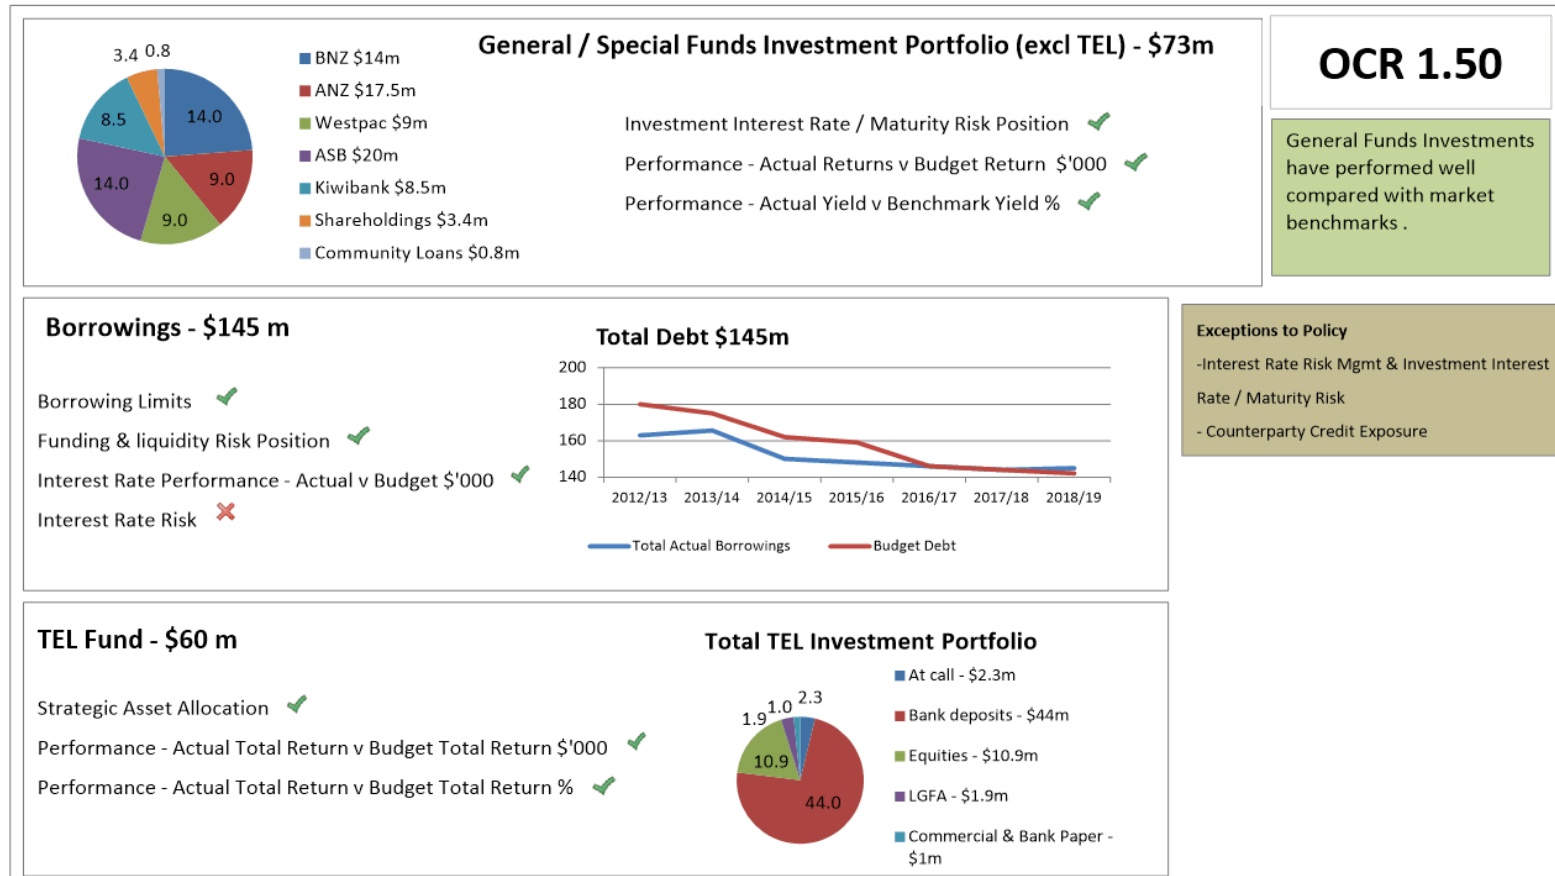 General / Special Funds Investment Portfolio (excl TEL) - $73m
3.4
0.8
14.0
8.5
9.0
14.0
9.0
BNZ $14m
ANZ $17.5m
Westpac $9m
ASB $20m
Kiwibank $8.5m
Shareholdings $3.4m
Community Loans $0.8m
Investment Interest Rate / Maturity Risk Position
Performance - Actual Returns v Budget Return $'000
Performance - Actual Yield v Benchmark Yield %
OCR 1.50
General Funds Investments
have performed well
compared with market
benchmarks .
Borrowings - $145 m
Borrowing Limits
Funding & liquidity Risk Position
Interest Rate Performance - Actual v Budget $'000
Interest Rate Risk
Total Debt $145m
200
180
160
140
2012/13
2013/14
2014/15
2015/16
2016/17
2017/18
2018/19
Total Actual Borrowings
Budget Debt
Exceptions to Policy
-Interest Rate Risk Mgmt & Investment Interest
Rate / Maturity Risk
- Counterparty Credit Exposure
TEL Fund - $60 m
Strategic Asset Allocation
Performance - Actual Total Return v Budget Total Return $'000
Performance - Actual Total Return v Budget Total Return %
Total TEL Investment Portfolio
1.9
1.0
2.3
10.9
44.0
At call - $2.3m
Bank deposits - $44m
Equities - $10.9m
LGFA - $1.9m
Commercial & Bank Paper -
$1m